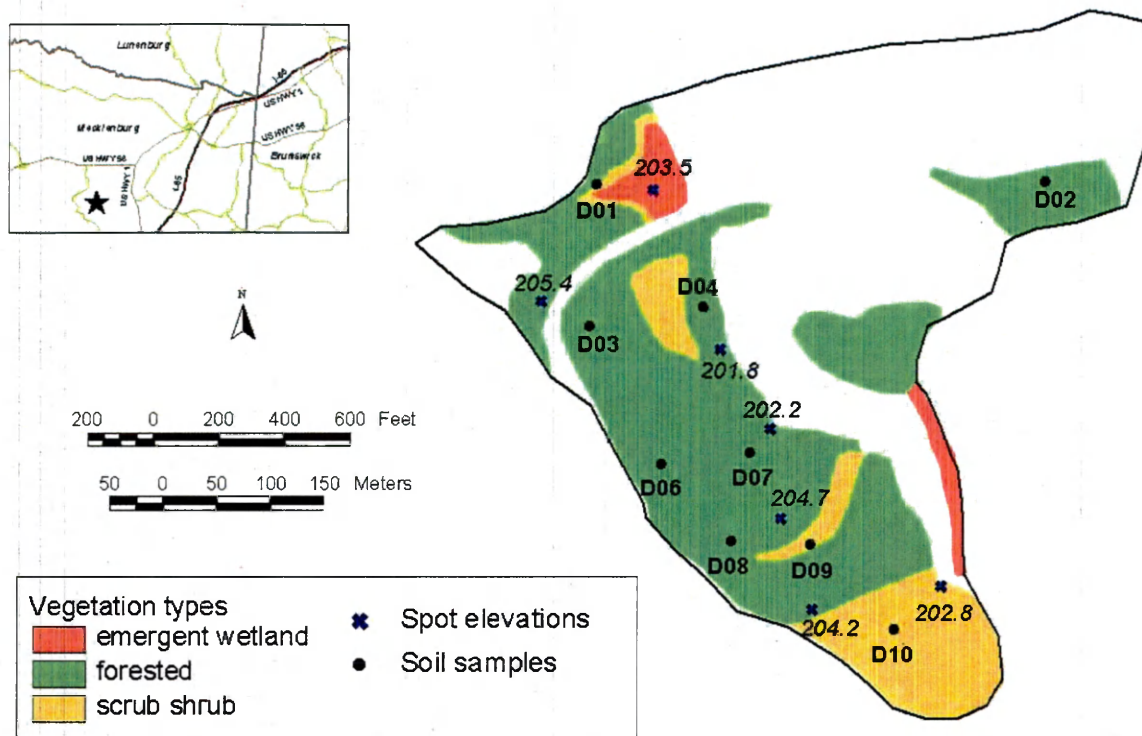 Lunenburg
I-85
US HWY 1
Mecklenburg
US HWY 58
US HWY 58
Brunswick
US HWY 1
I-85
N
203.5
D01
D02
205.4
D04
D03
201.8
202.2
D07
D06
204.7
D08
D09
202.8
204.2
D10
200 0 200 400 600 Feet
50 0 50 100 150 Meters
Vegetation types
emergent wetland
forested
scrub shrub
Spot elevations
Soil samples